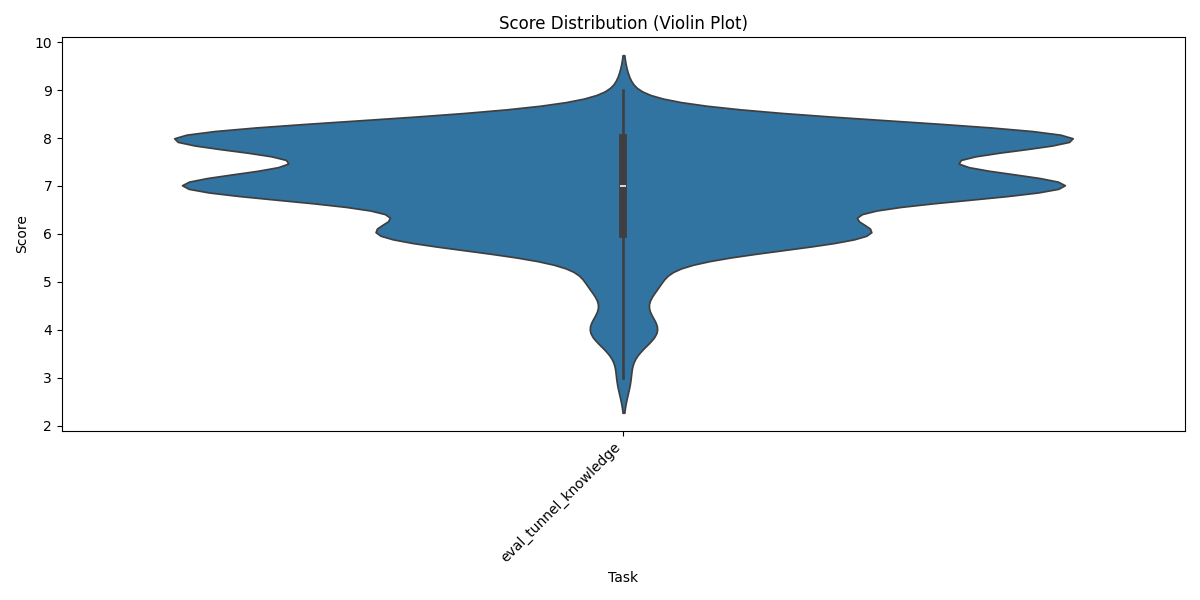 Score Distribution (Violin Plot)
10
9
8
7
6
5
4
3
2
Score
eval_tunnel_knowledge
Task